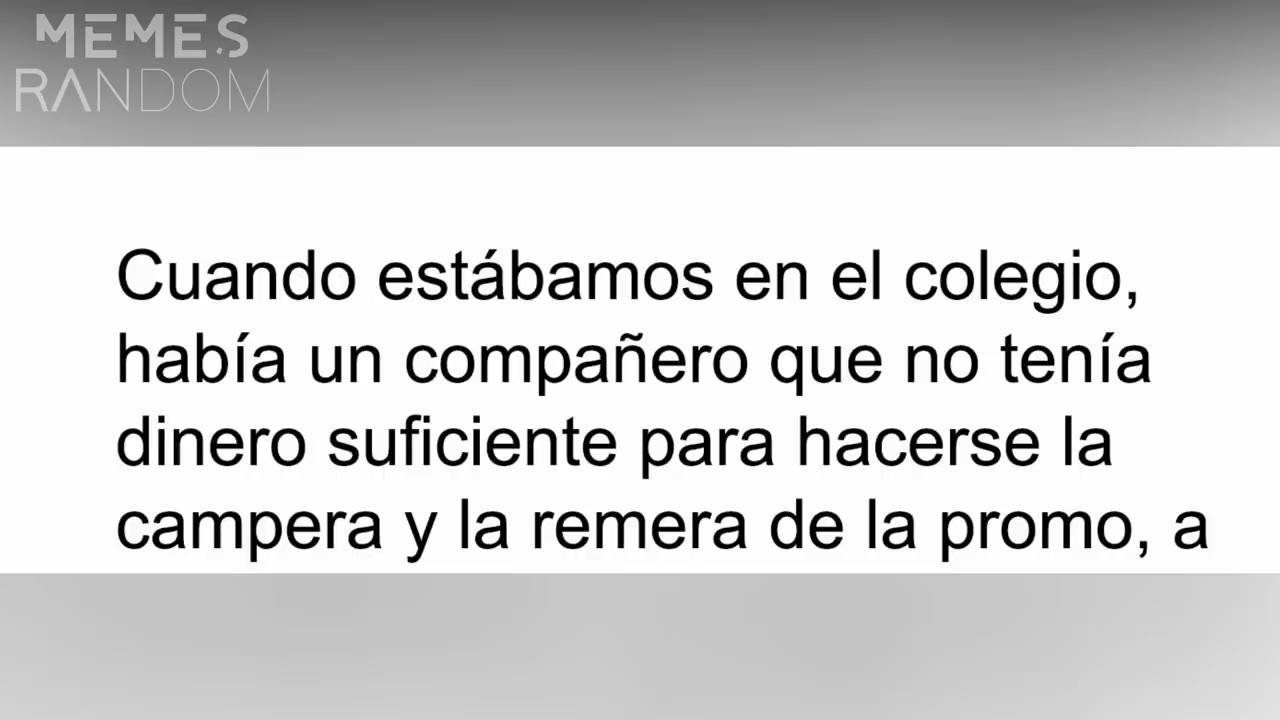 MEMES
RANDOM
Cuando estábamos en el colegio,
había un compañero que no tenía
dinero suficiente para hacerse la
campera y la remera de la promo, a